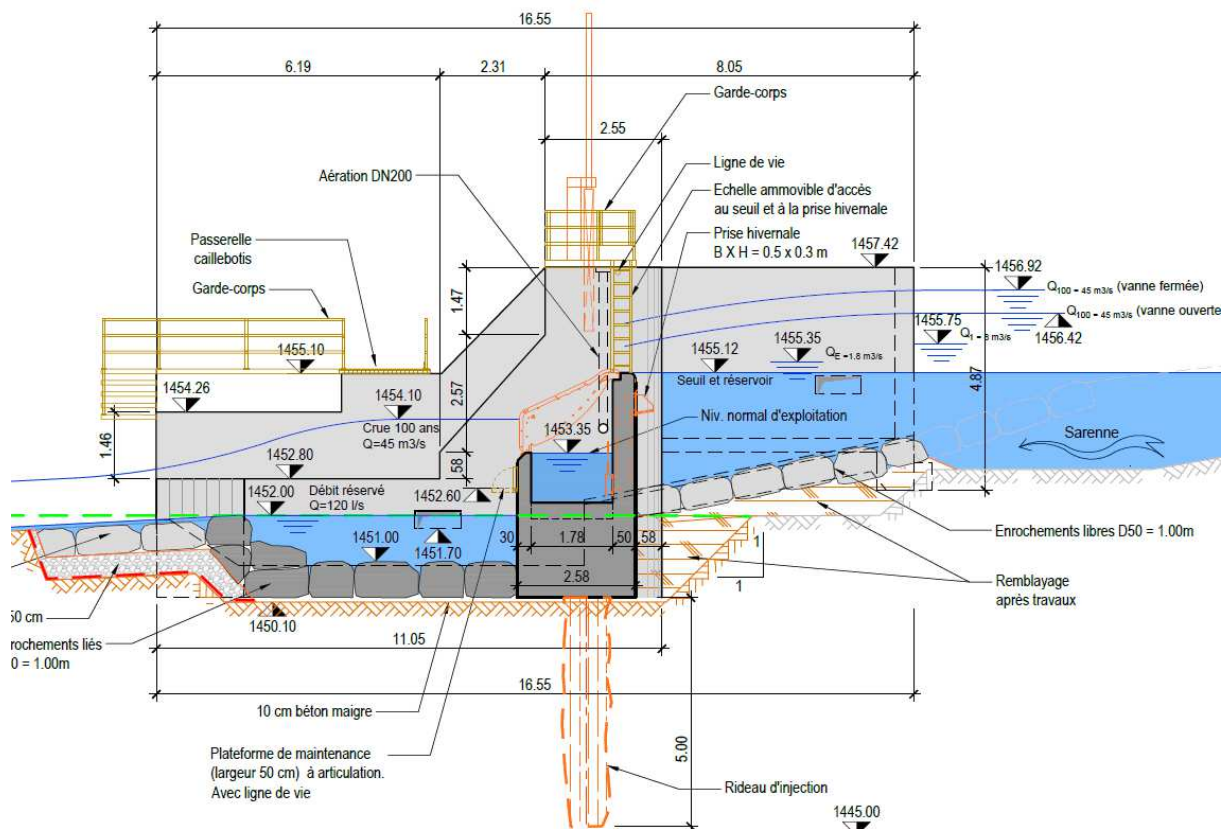 16.55
6.19
2.31
8.05
Garde-corps
2.55
Aération DN200
Ligne de vie
Echelle ammovible d'accès
au seuil et à la prise hivernale
Prise hivernale
B X H = 0.5 x 0.3 m
Passerelle
caillebotis
Garde-corps
1457.42
1456.92
Q100 = 45 m3/s (vanne fermée)
Q100 = 45 m3/s (vanne ouverte
1456.42
1455.75
Q1 = 8 m3/s
1.47
1455.10
1455.12
1455.35
QE = 1.8 m3/s
Seuil et réservoir
4.87
1454.26
1454.10
Crue 100 ans
Q=45 m3/s
2.57
Niv. normal d'exploitation
1453.35
Sarenne
1.46
1452.80
58
1452.60
1452.00
Débit réservé
Q=120 l/s
Enrochements libres D50 = 1.00m
1451.00
1451.70
30
1.78
50
58
1
1
2.58
Remblayage
après travaux
50 cm
rochements liés
0 = 1.00m
1450.10
11.05
16.55
10 cm béton maigre
Plateforme de maintenance
(largeur 50 cm) à articulation.
Avec ligne de vie
5.00
Rideau d'injection
1445.00